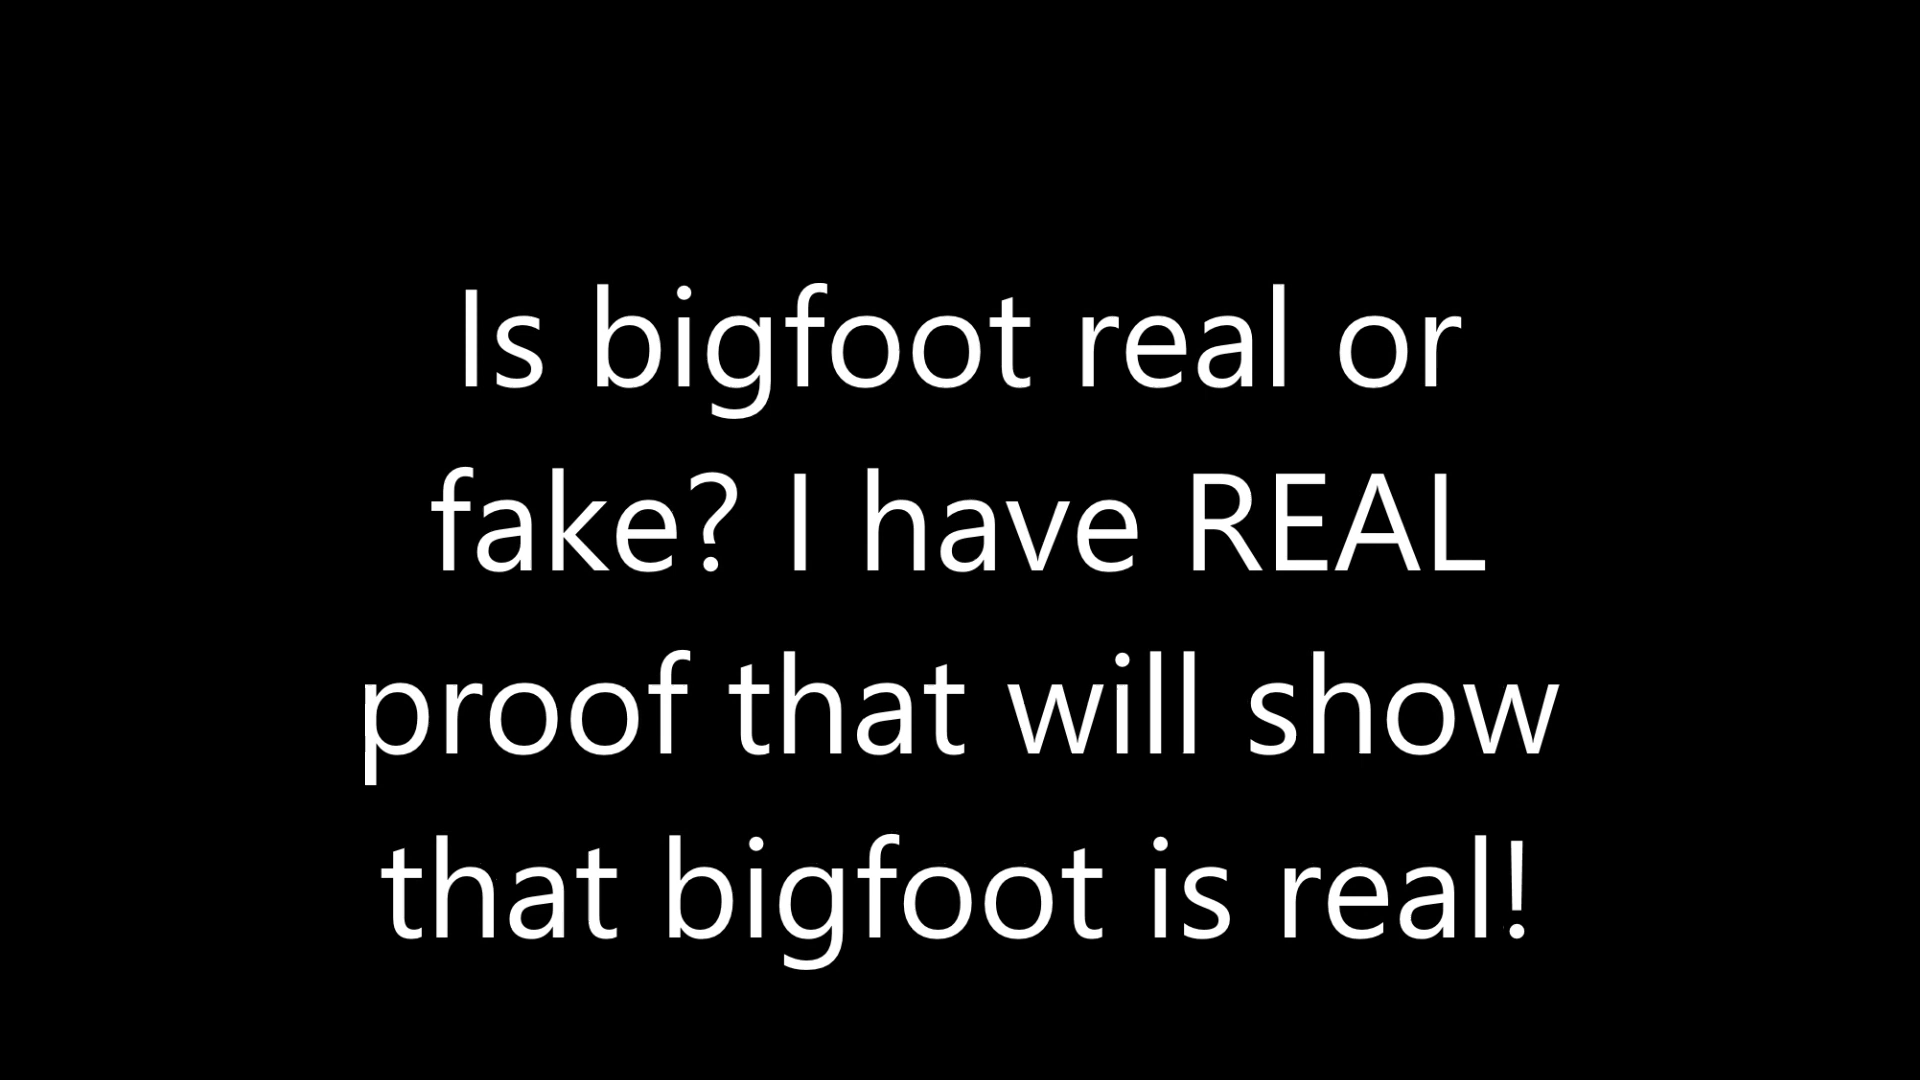 Is bigfoot real or
fake? I have REAL
proof that will show
that bigfoot is real!